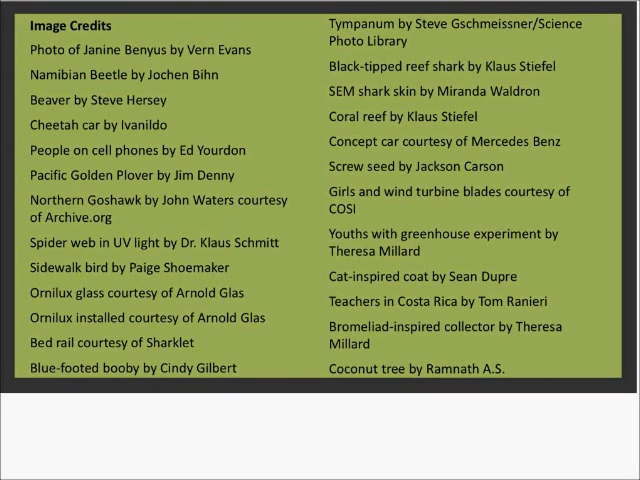 Image Credits
Photo of Janine Benyus by Vern Evans
Namibian Beetle by Jochen Bihn
Beaver by Steve Hersey
Cheetah car by Ivanildo
People on cell phones by Ed Yourdon
Pacific Golden Plover by Jim Denny
Northern Goshawk by John Waters courtesy
of Archive.org
Spider web in UV light by Dr. Klaus Schmitt
Sidewalk bird by Paige Shoemaker
Ornilux glass courtesy of Arnold Glas
Ornilux installed courtesy of Arnold Glas
Bed rail courtesy of Sharklet
Blue-footed booby by Cindy Gilbert
Tympanum by Steve Gschmeissner/Science
Photo Library
Black-tipped reef shark by Klaus Stiefel
SEM shark skin by Miranda Waldron
Coral reef by Klaus Stiefel
Concept car courtesy of Mercedes Benz
Screw seed by Jackson Carson
Girls and wind turbine blades courtesy of
COSI
Youths with greenhouse experiment by
Theresa Millard
Cat-inspired coat by Sean Dupre
Teachers in Costa Rica by Tom Ranieri
Bromeliad-inspired collector by Theresa
Millard
Coconut tree by Ramnath A.S.